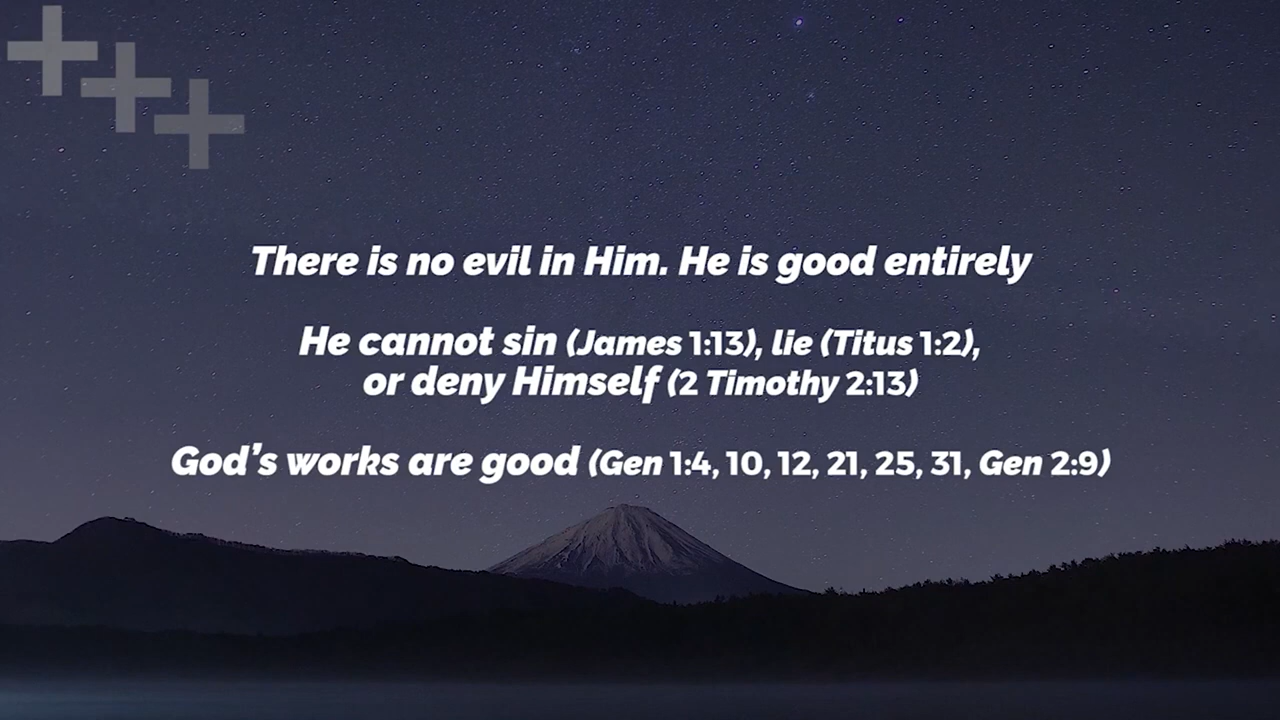 There is no evil in Him. He is good entirely
He cannot sin (James 1:13), lie (Titus 1:2),
or deny Himself (2 Timothy 2:13)
God’s works are good (Gen 1:4, 10, 12, 21, 25, 31, Gen 2:9)